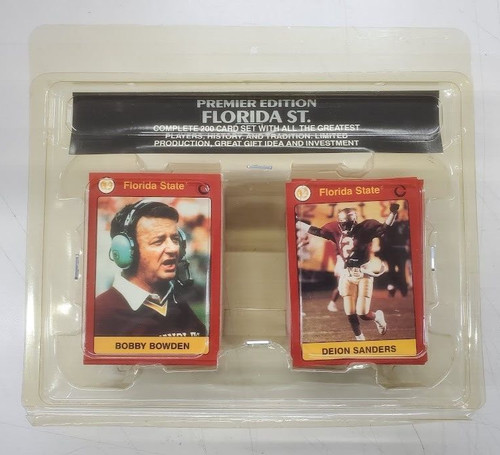 PREMIER EDITION
FLORIDA ST.
COMPLETE 200 CARD SET WITH ALL THE GREATEST
PLAYERS, HISTORY, AND TRADITION. LIMITED
PRODUCTION, GREAT GIFT IDEA AND INVESTMENT
Florida State
BOBBY BOWDEN
Florida State
2
DEION SANDERS